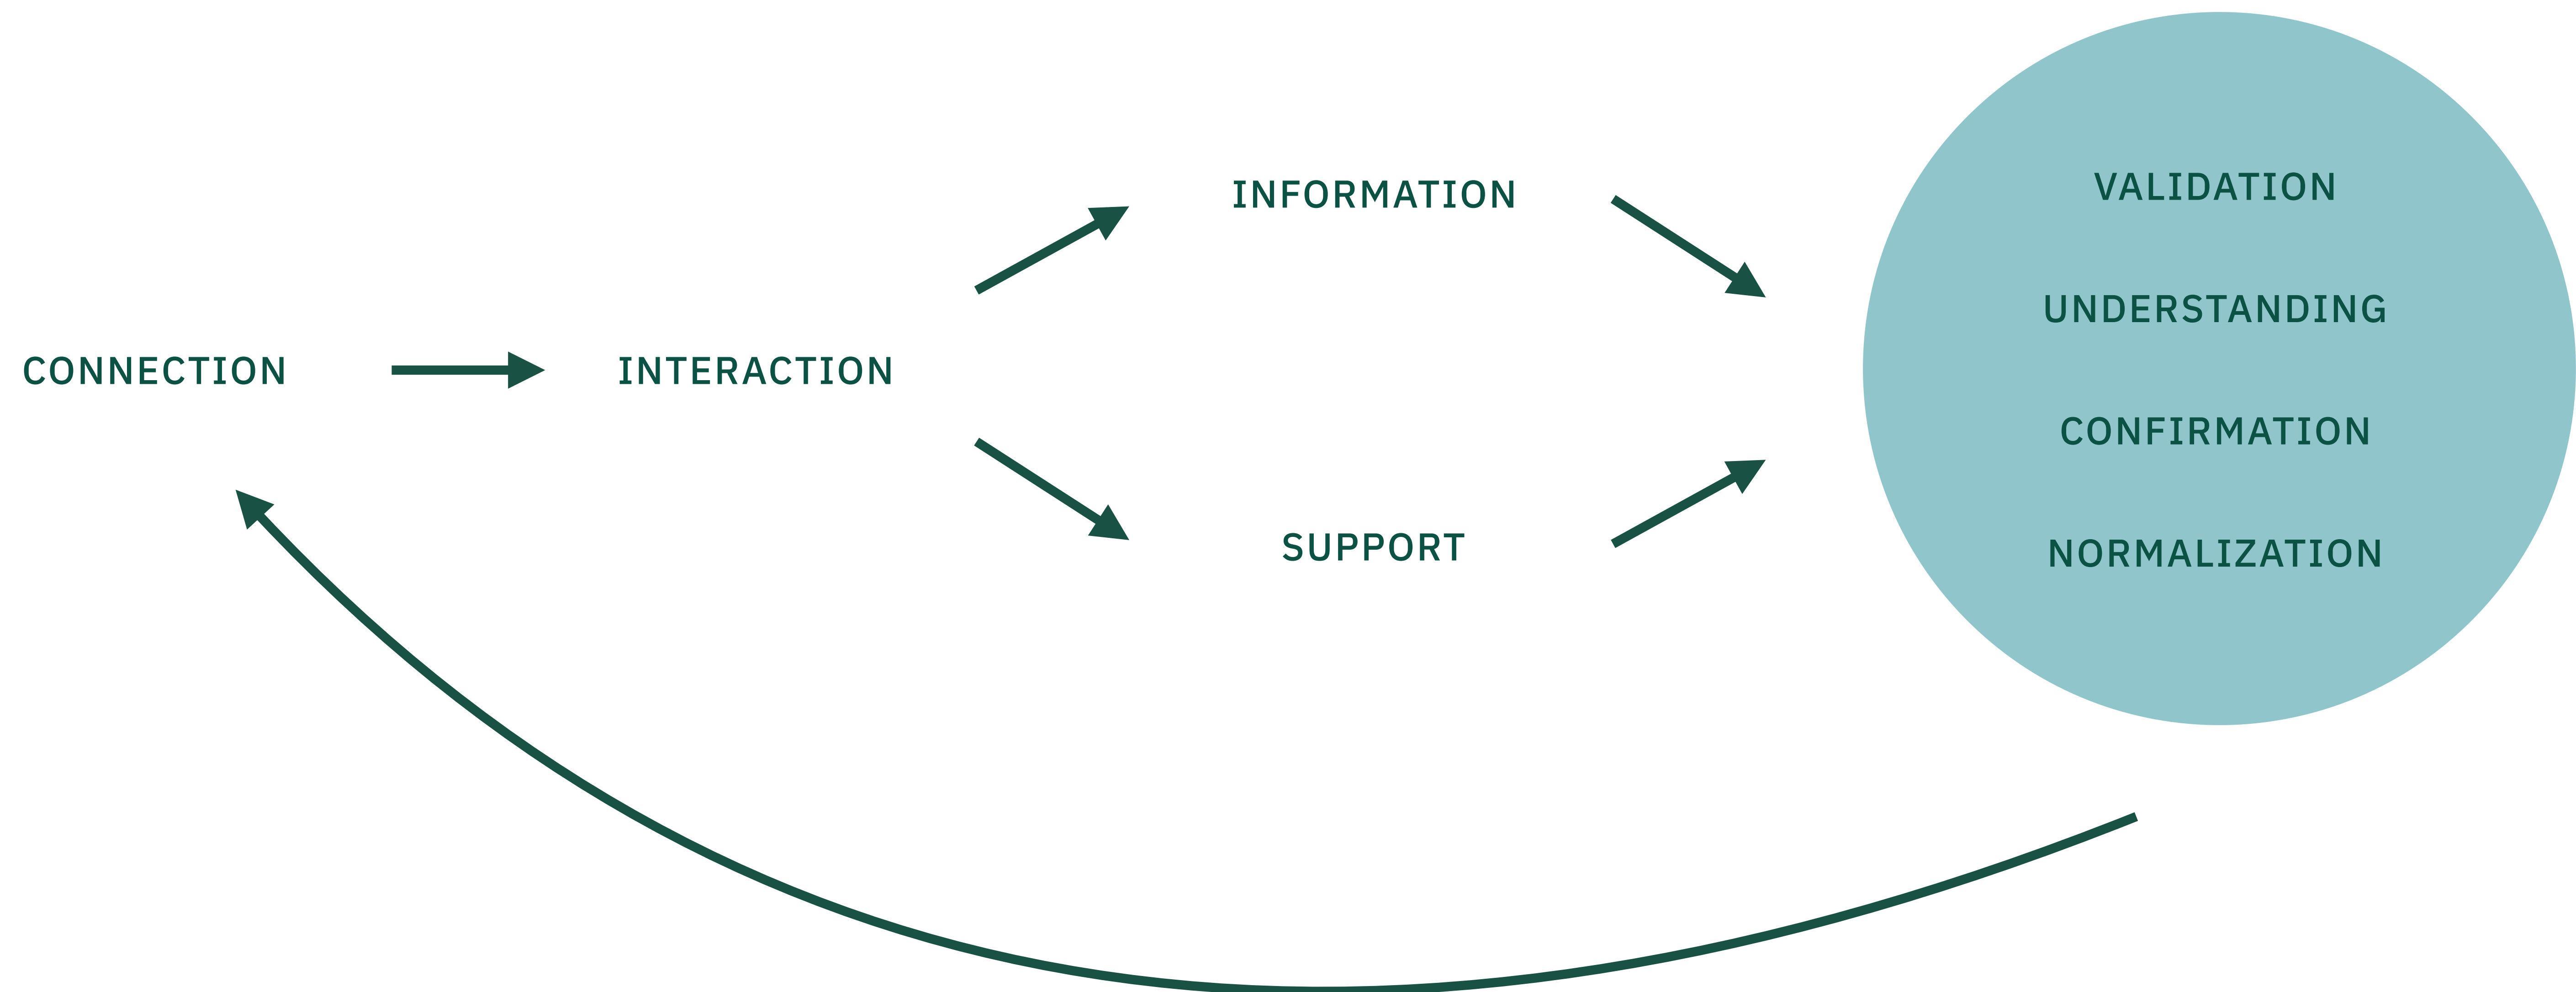 CONNECTION
INTERACTION
INFORMATION
SUPPORT
VALIDATION
UNDERSTANDING
CONFIRMATION
NORMALIZATION